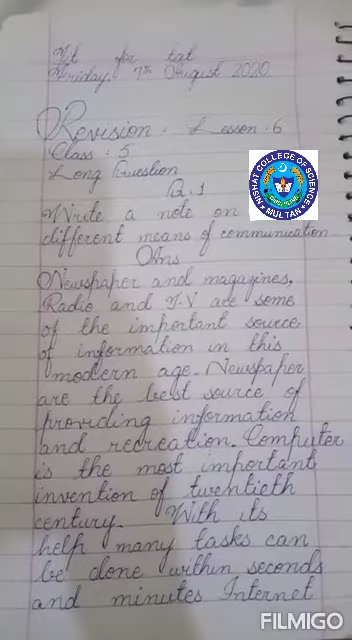 Tit for tat
Friday, 7th August 2020.
Revision. Lesson. 6
Class. 5
Long Question
Q.1
NISHAT COLLEGE OF SCIENCE
MULTAN
Write a note on
different means of communication
Ans
Newspaper and magazines,
Radio and T.V are some
of the important source
of information in this
modern age. Newspaper
are the best source of
providing information
and recreation. Computer
is the most important
invention of twentieth
century. With its
help many tasks can
be done within seconds
and minutes Internet
FILMIGO